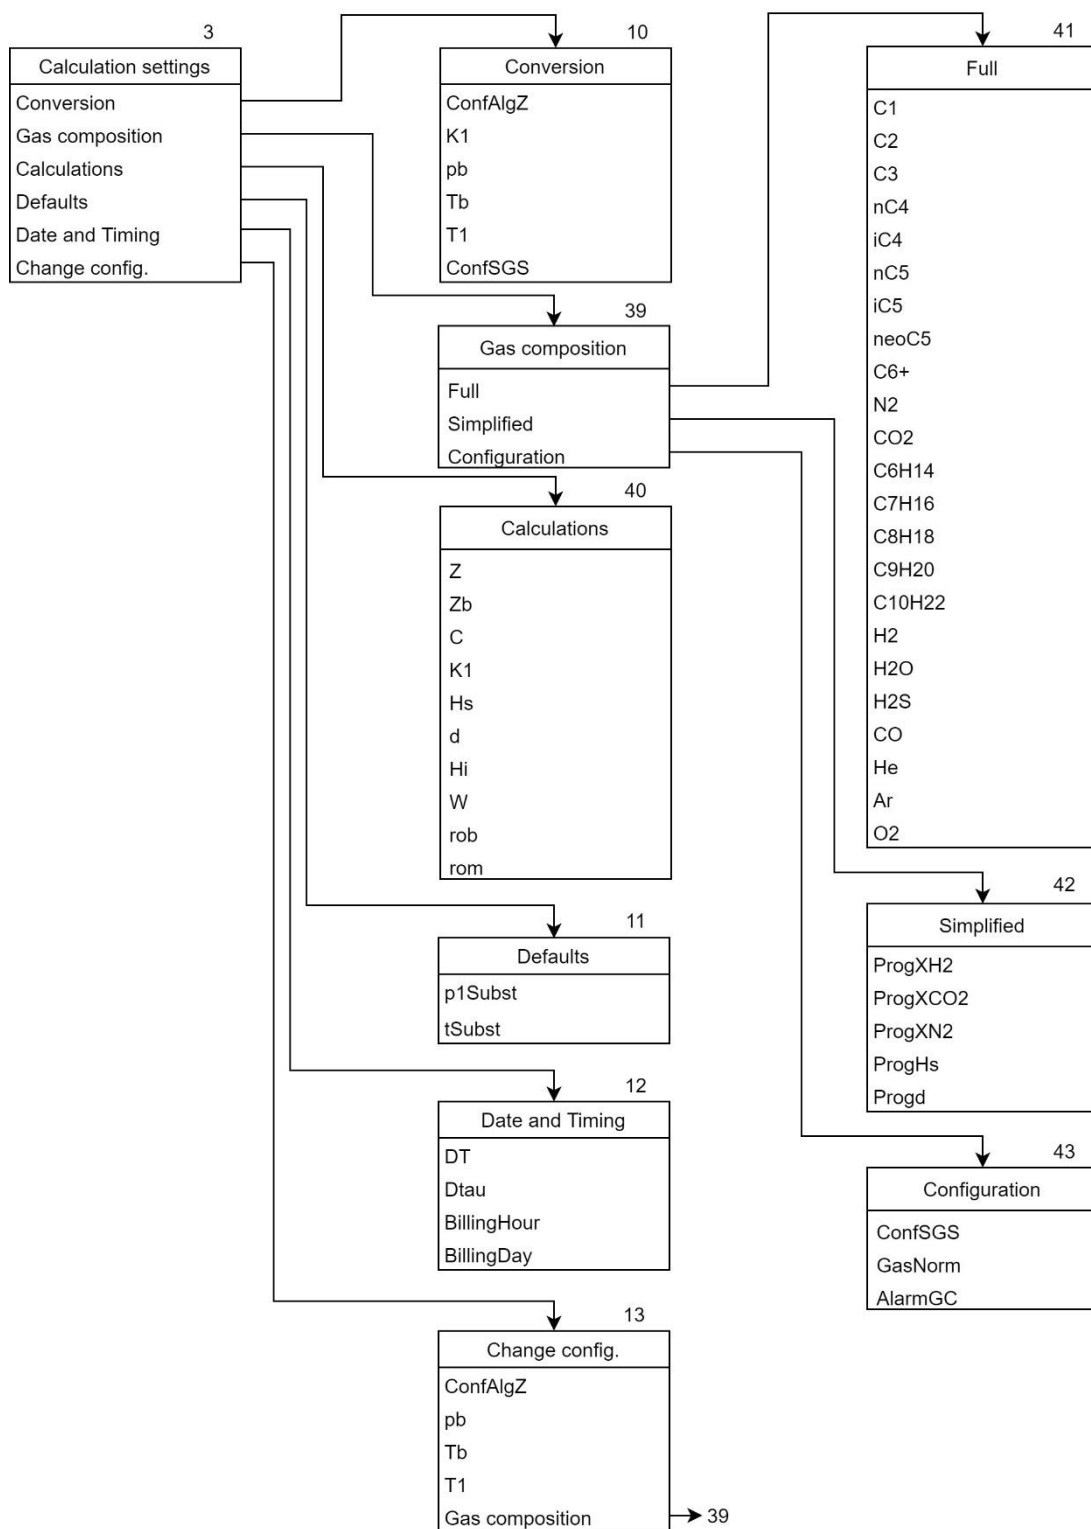 3
Calculation settings
Conversion
Gas composition
Calculations
Defaults
Date and Timing
Change config.
10
Conversion
ConfAlgZ
K1
pb
Tb
T1
ConfSGS
39
Gas composition
Full
Simplified
Configuration
40
Calculations
Z
Zb
C
K1
Hs
d
Hi
W
rob
rom
11
Defaults
p1Subst
tSubst
12
Date and Timing
DT
Dtau
BillingHour
BillingDay
13
Change config.
ConfAlgZ
pb
Tb
T1
Gas composition
39
41
Full
C1
C2
C3
nC4
iC4
nC5
iC5
neoC5
C6+
N2
CO2
C6H14
C7H16
C8H18
C9H20
C10H22
H2
H2O
H2S
CO
He
Ar
O2
42
Simplified
ProgXH2
ProgXCO2
ProgXN2
ProgHs
Progd
43
Configuration
ConfSGS
GasNorm
AlarmGC